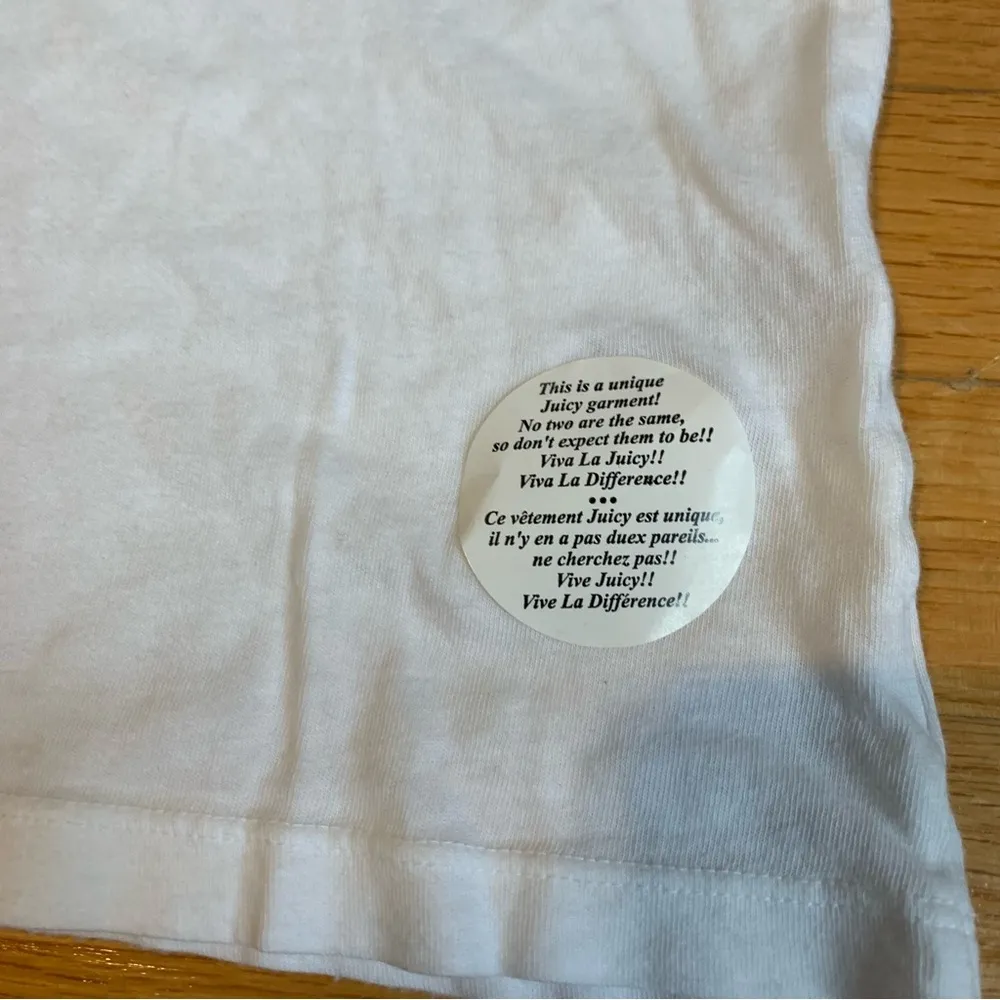 This is a unique
Juicy garment!
No two are the same,
so don't expect them to be!!
Viva La Juicy!!
Viva La Difference!!
•••
Ce vêtement Juicy est unique,
il n'y en a pas duex pareils...
ne cherchez pas!!
Vive Juicy!!
Vive La Différence!!